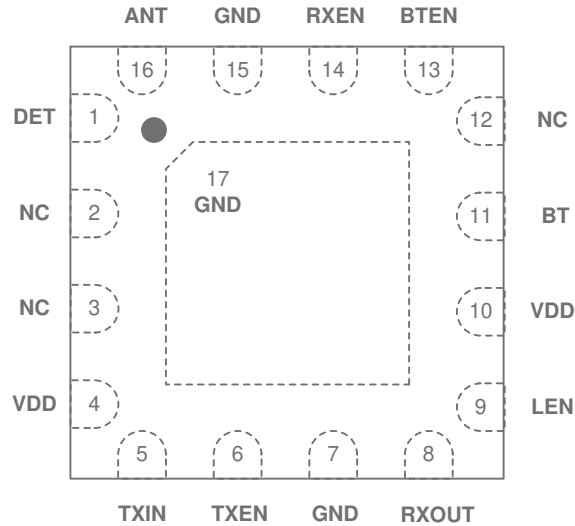 ANT GND RXEN BTEN
16 15 14 13
DET 1 12 NC
17
GND
NC 2 11 BT
NC 3 10 VDD
VDD 4 9 LEN
5 6 7 8
TXIN TXEN GND RXOUT